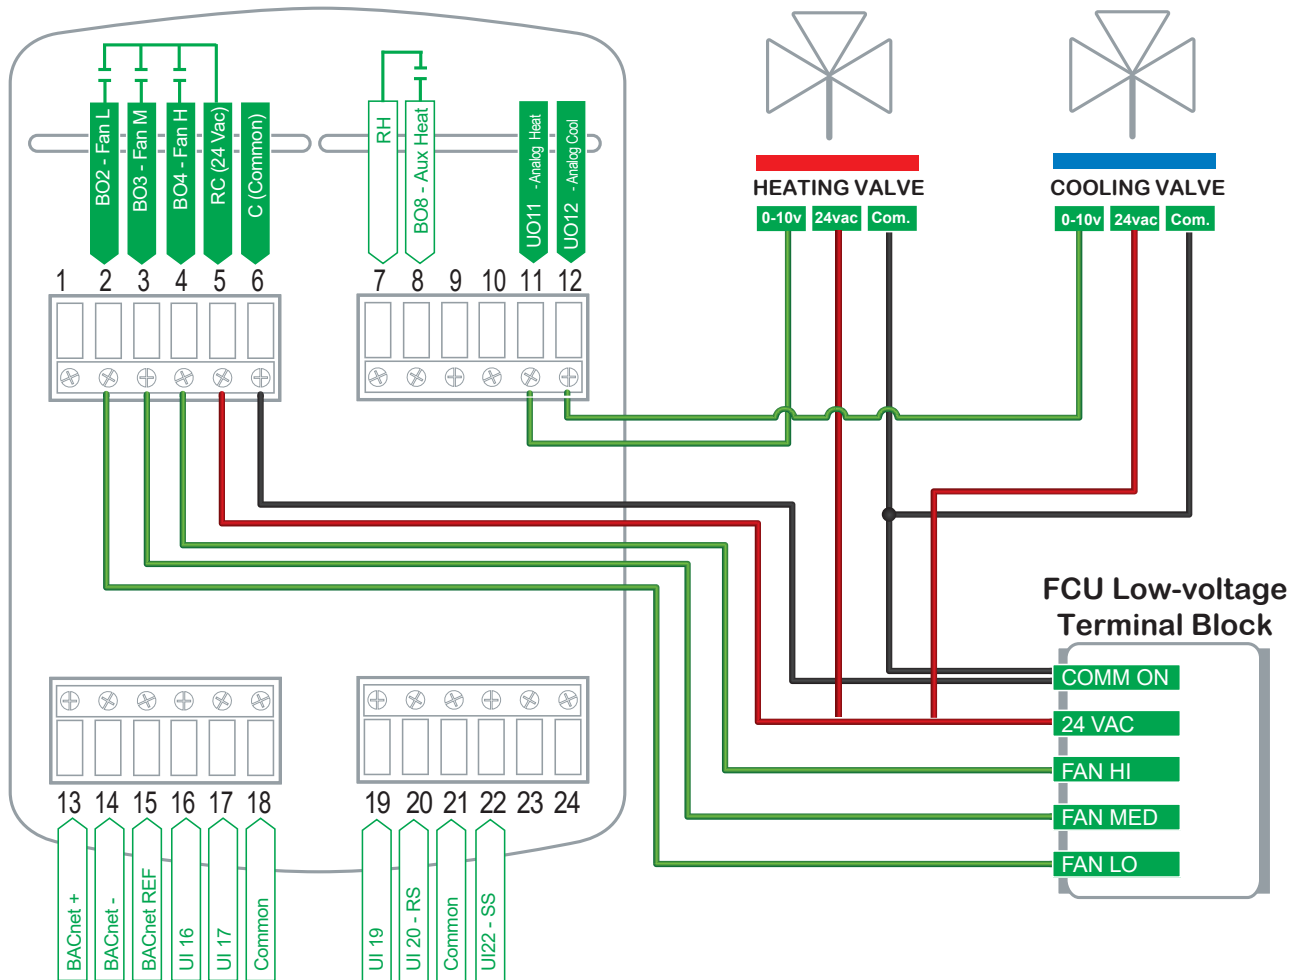 BO2 - Fan L
BO3 - Fan M
BO4 - Fan H
RC (24 Vac)
C (Common)
RH
BO8 - Aux Heat
UO11 - Analog Heat
UO12 - Analog Cool
1 2 3 4 5 6
7 8 9 10 11 12
HEATING VALVE
0-10v 24vac Com.
COOLING VALVE
0-10v 24vac Com.
FCU Low-voltage
Terminal Block
COMM ON
24 VAC
FAN HI
FAN MED
FAN LO
13 14 15 16 17 18
19 20 21 22 23 24
BACnet +
BACnet -
BACnet REF
UI 16
UI 17
Common
UI 19
UI 20 - RS
Common
UI22 - SS